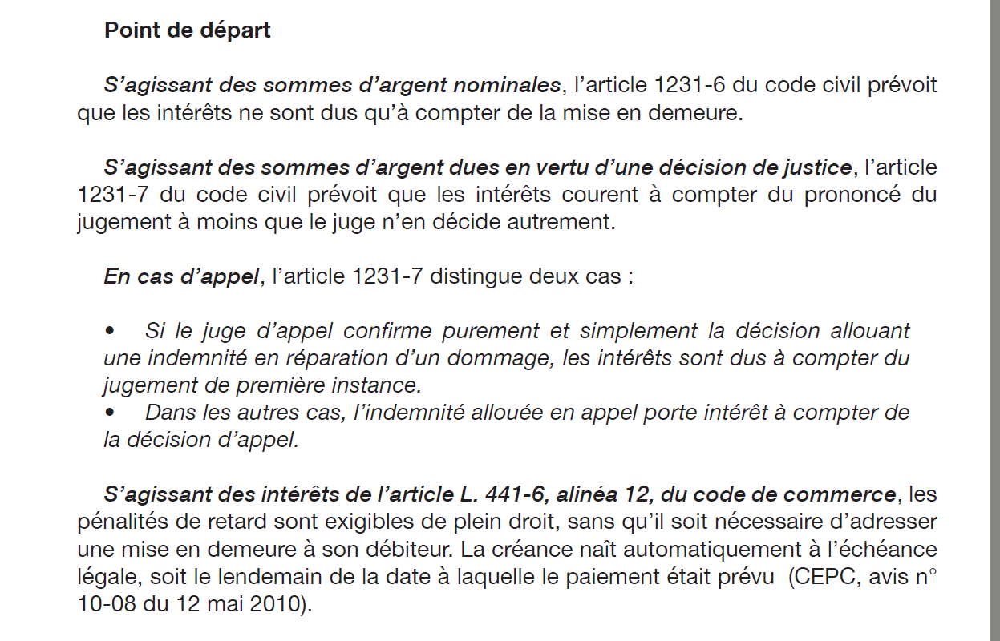 Point de départ
S’agissant des sommes d’argent nominales, l’article 1231-6 du code civil prévoit
que les intérêts ne sont dus qu’à compter de la mise en demeure.
S’agissant des sommes d’argent dues en vertu d’une décision de justice, l’article
1231-7 du code civil prévoit que les intérêts courent à compter du prononcé du
jugement à moins que le juge n’en décide autrement.
En cas d’appel, l’article 1231-7 distingue deux cas :
• Si le juge d’appel confirme purement et simplement la décision allouant
une indemnité en réparation d’un dommage, les intérêts sont dus à compter du
jugement de première instance.
• Dans les autres cas, l’indemnité allouée en appel porte intérêt à compter de
la décision d’appel.
S’agissant des intérêts de l’article L. 441-6, alinéa 12, du code de commerce, les
pénalités de retard sont exigibles de plein droit, sans qu’il soit nécessaire d’adresser
une mise en demeure à son débiteur. La créance naît automatiquement à l’échéance
légale, soit le lendemain de la date à laquelle le paiement était prévu (CEPC, avis n°
10-08 du 12 mai 2010).